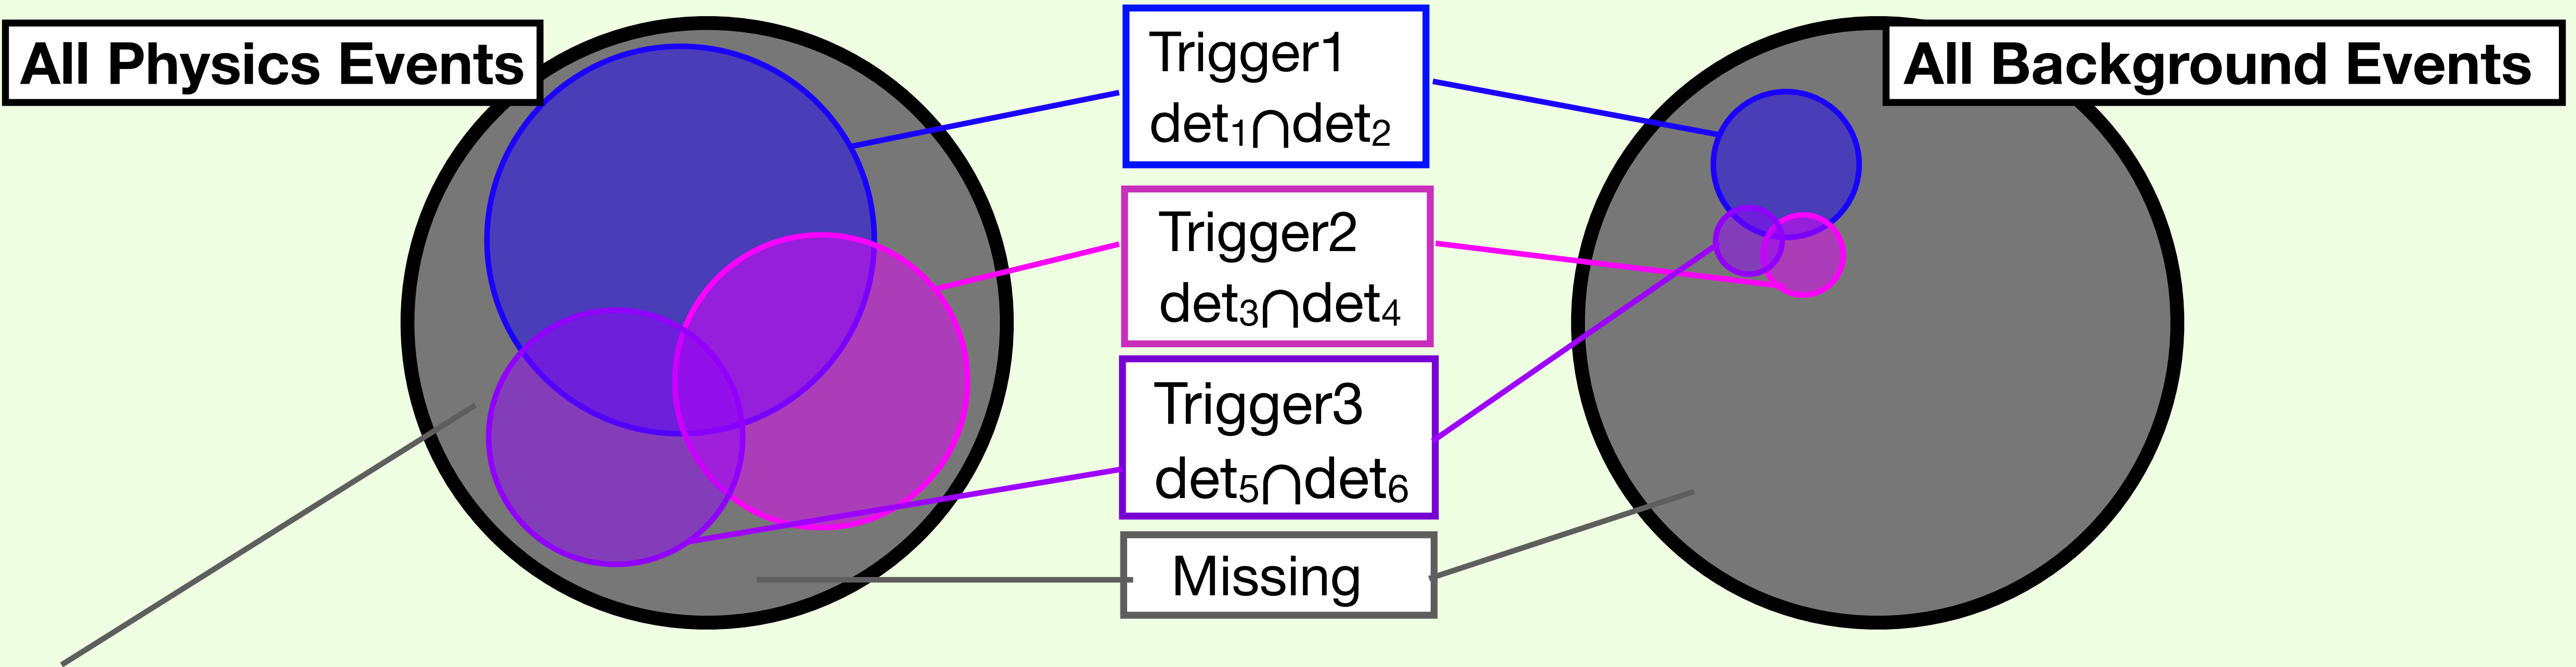 All Physics Events
Trigger1
det₁∩det₂
Trigger2
det₃∩det₄
Trigger3
det₅∩det₆
Missing
All Background Events